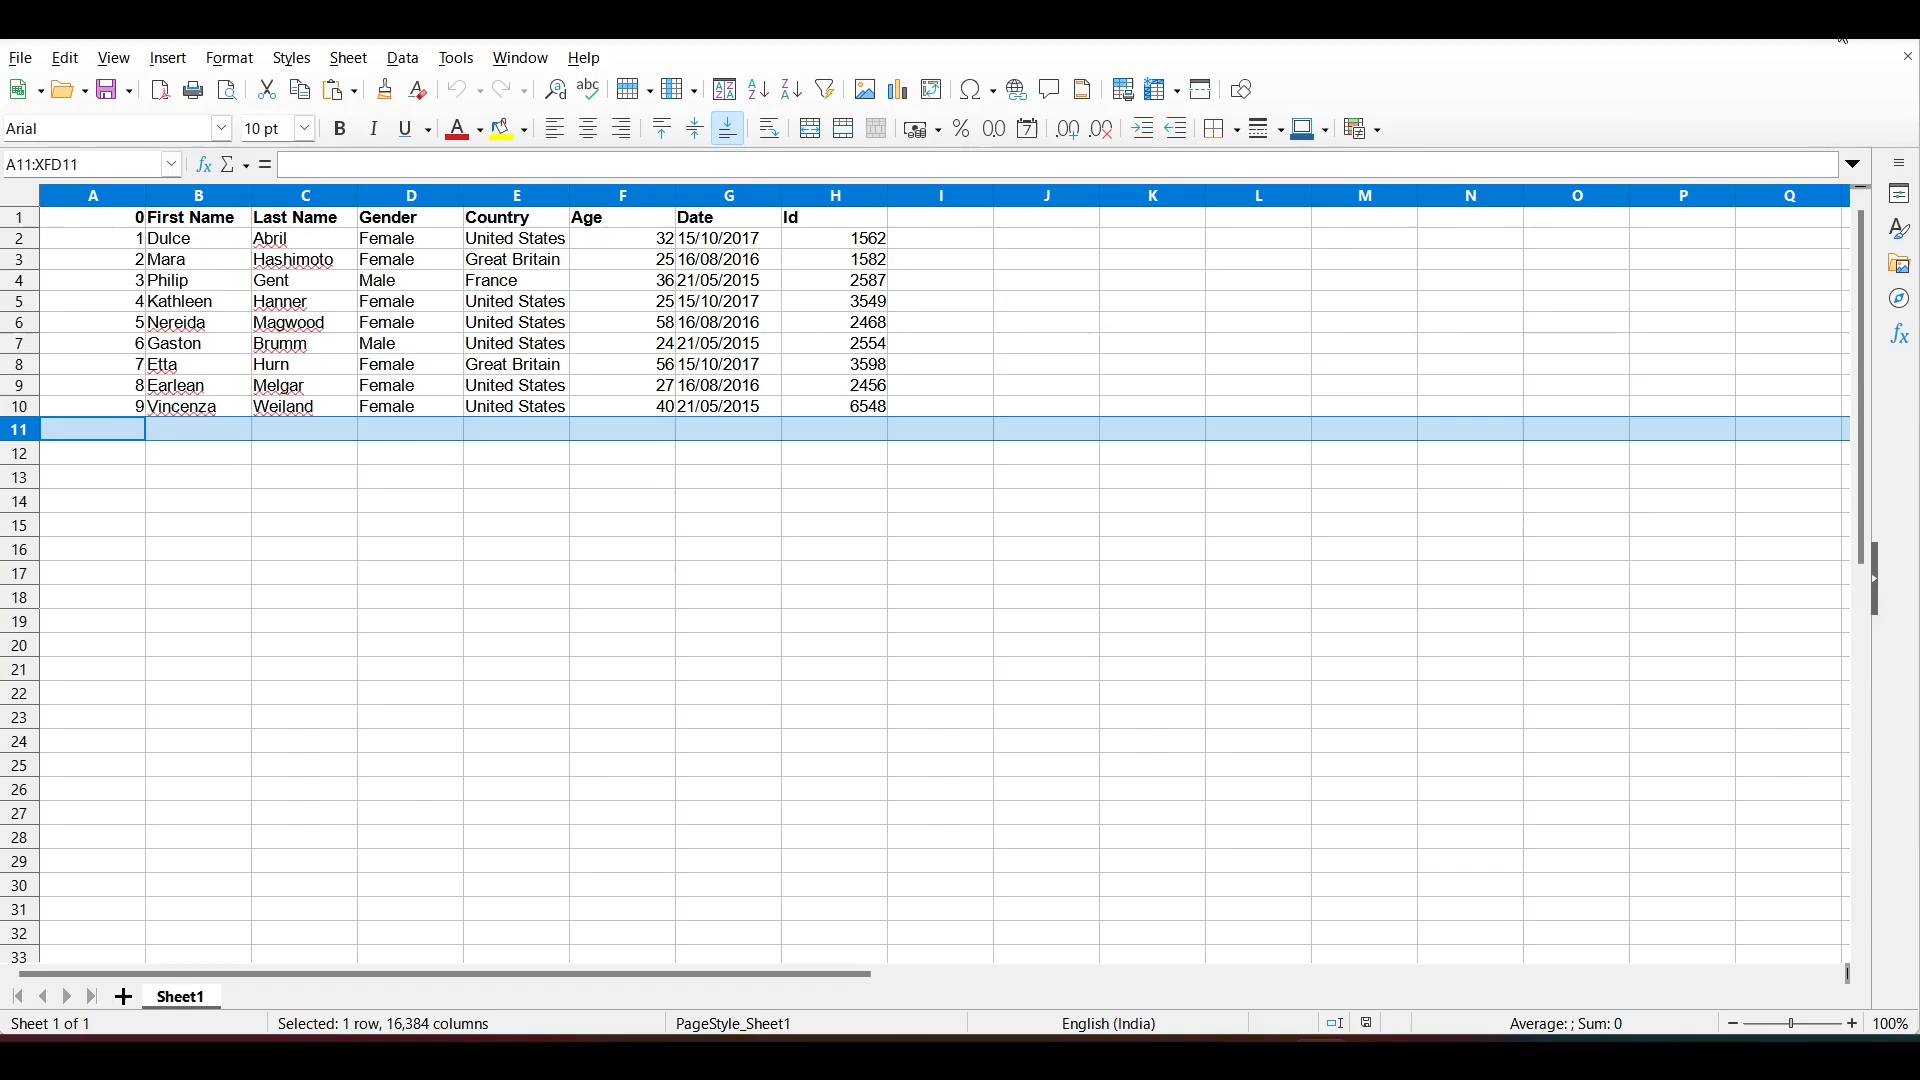 File Edit View Insert Format Styles Sheet Data Tools Window Help
Arial 10 pt
A11:XFD11
A B C D E F G H I J K L M N O P Q
1 0 First Name Last Name Gender Country Age Date Id
2 1 Dulce Abril Female United States 32 15/10/2017 1562
3 2 Mara Hashimoto Female Great Britain 25 16/08/2016 1582
4 3 Philip Gent Male France 36 21/05/2015 2587
5 4 Kathleen Hanner Female United States 25 15/10/2017 3549
6 5 Nereida Magwood Female United States 58 16/08/2016 2468
7 6 Gaston Brumm Male United States 24 21/05/2015 2554
8 7 Etta Hurn Female Great Britain 56 15/10/2017 3598
9 8 Earlean Melgar Female United States 27 16/08/2016 2456
10 9 Vincenza Weiland Female United States 40 21/05/2015 6548
11
12
13
14
15
16
17
18
19
20
21
22
23
24
25
26
27
28
29
30
31
32
33
Sheet1
Sheet 1 of 1 Selected: 1 row, 16,384 columns PageStyle_Sheet1 English (India) Average: ; Sum: 0 100%